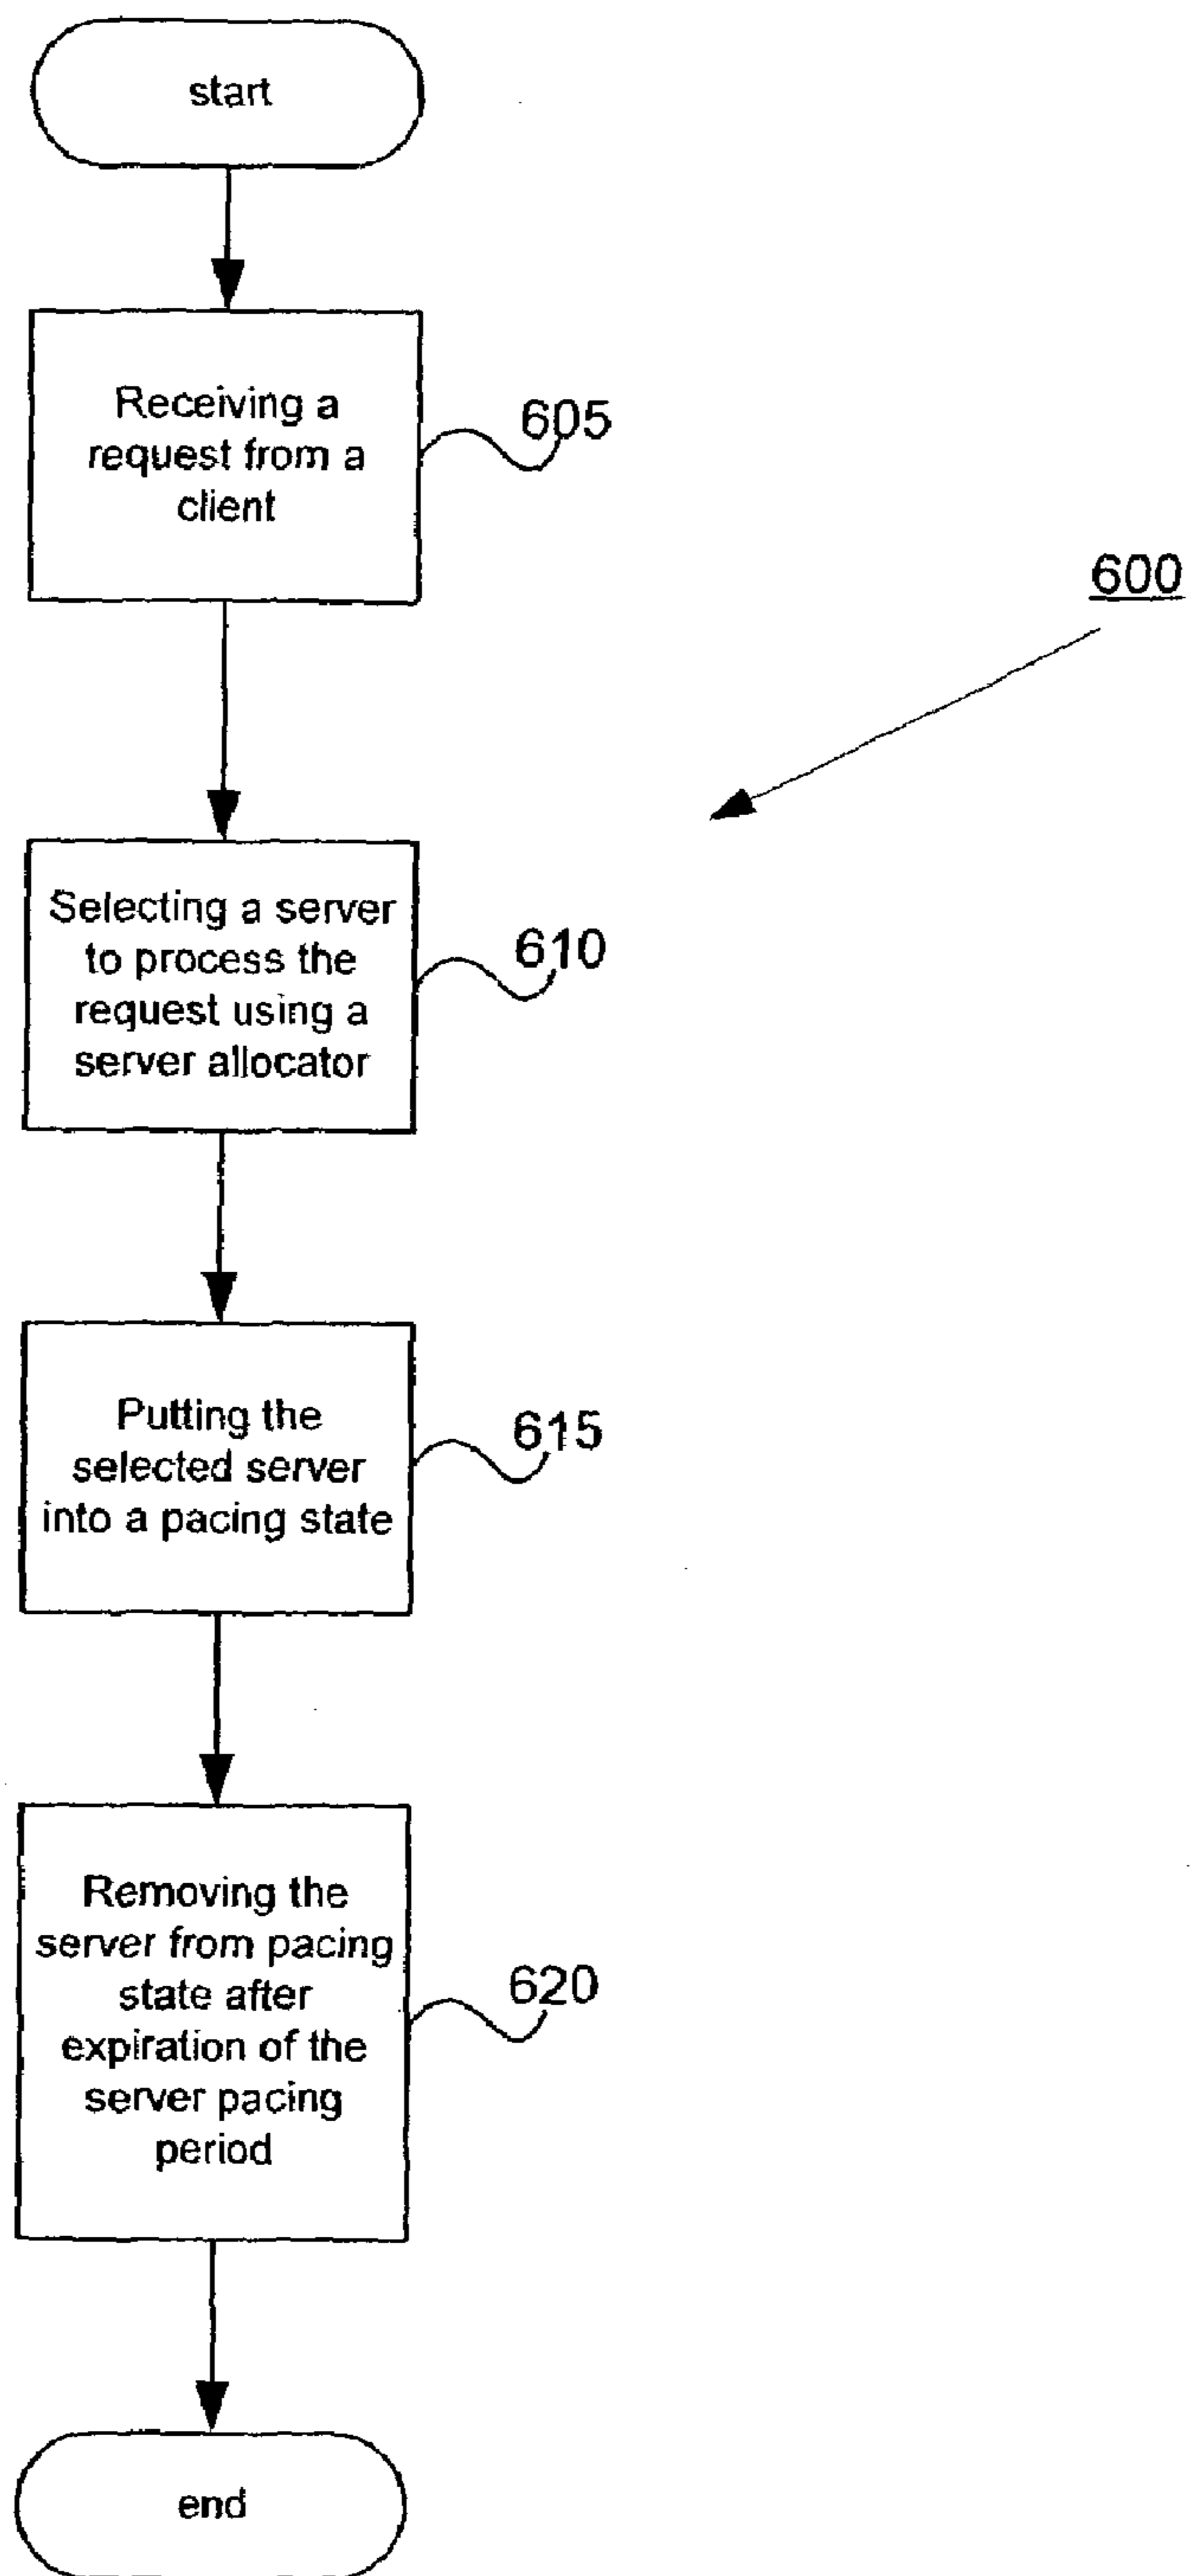 start
Receiving a
request from a
client
605
600
Selecting a server
to process the
request using a
server allocator
610
Putting the
selected server
into a pacing state
615
Removing the
server from pacing
state after
expiration of the
server pacing
period
620
end